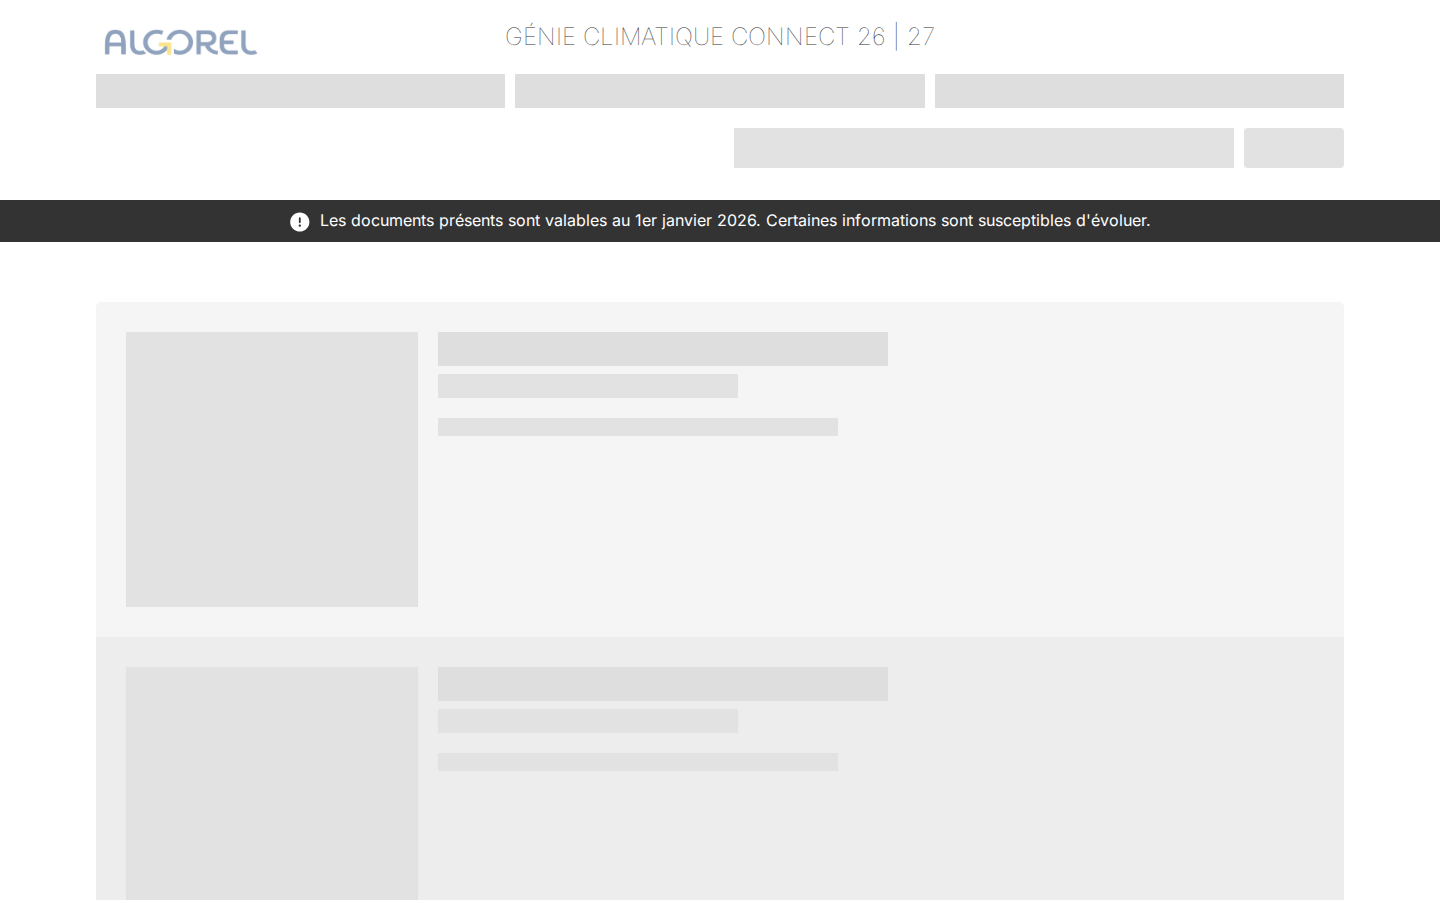 ALGOREL
GÉNIE CLIMATIQUE CONNECT 26 | 27
Les documents présents sont valables au 1er janvier 2026. Certaines informations sont susceptibles d'évoluer.